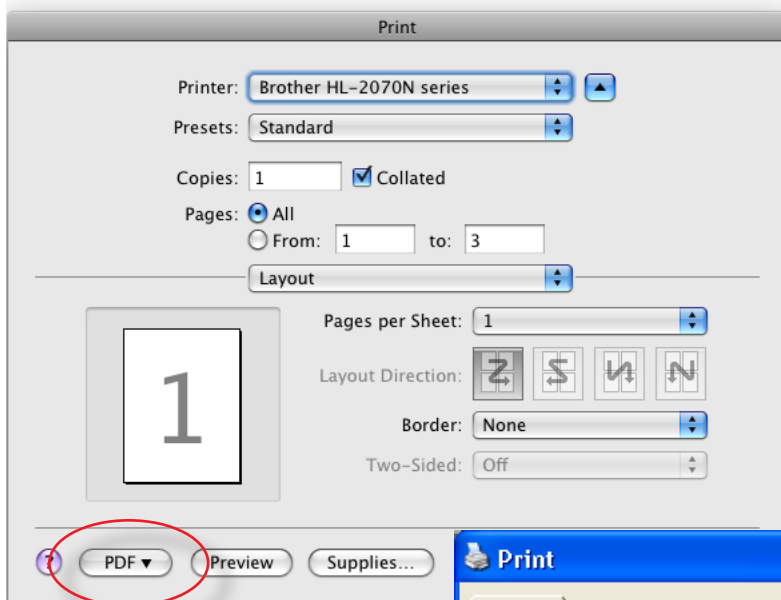 Print
Printer: Brother HL-2070N series
Presets: Standard
Copies: 1 Collated
Pages: All
From: 1 to: 3
Layout
1
Pages per Sheet: 1
Layout Direction:
Border: None
Two-Sided: Off
? PDF ▼ Preview Supplies...
Print